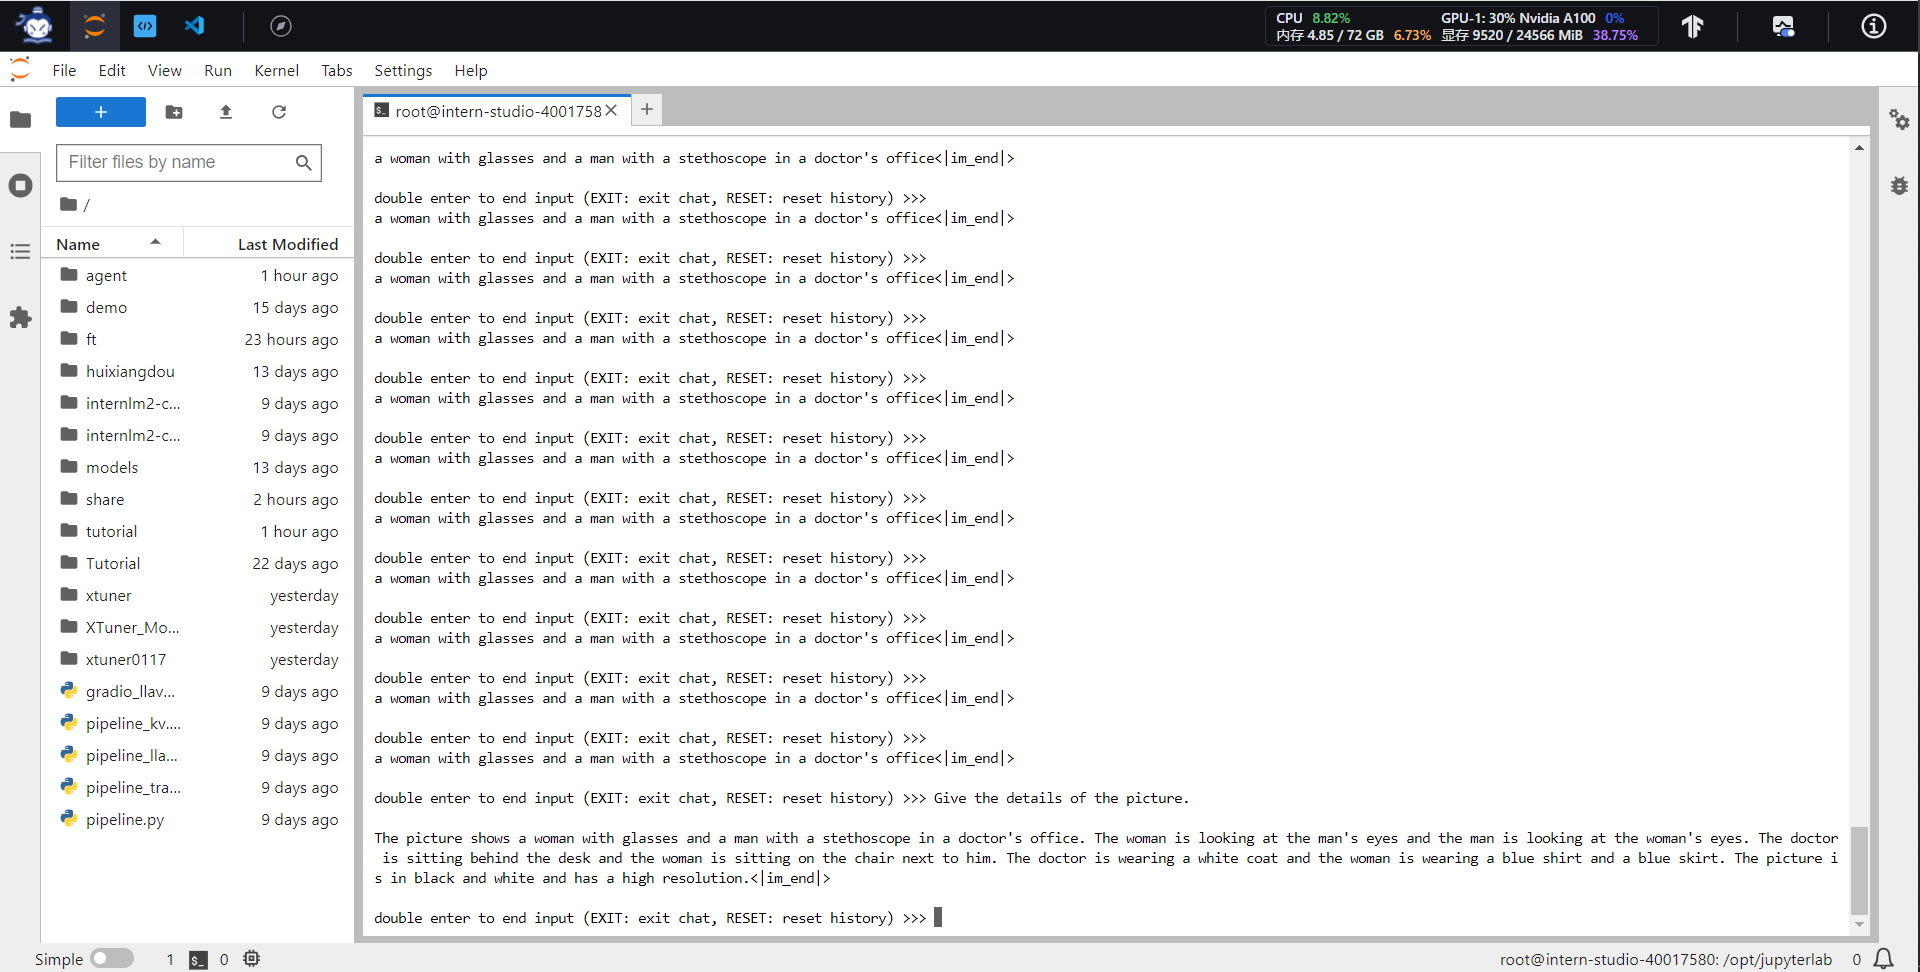 CPU 8.82% GPU-1: 30% Nvidia A100 0%
内存 4.85 / 72 GB 6.73% 显存 9520 / 24566 MiB 38.75%
File Edit View Run Kernel Tabs Settings Help
+
root@intern-studio-4001758
Filter files by name
/
Name Last Modified
agent 1 hour ago
demo 15 days ago
ft 23 hours ago
huixiangdou 13 days ago
internlm2-c... 9 days ago
internlm2-c... 9 days ago
models 13 days ago
share 2 hours ago
tutorial 1 hour ago
Tutorial 22 days ago
xtuner yesterday
XTuner_Mo... yesterday
xtuner0117 yesterday
gradio_llav... 9 days ago
pipeline_kv.... 9 days ago
pipeline_lla... 9 days ago
pipeline_tra... 9 days ago
pipeline.py 9 days ago
a woman with glasses and a man with a stethoscope in a doctor's office<|im_end|>
double enter to end input (EXIT: exit chat, RESET: reset history) >>>
a woman with glasses and a man with a stethoscope in a doctor's office<|im_end|>
double enter to end input (EXIT: exit chat, RESET: reset history) >>>
a woman with glasses and a man with a stethoscope in a doctor's office<|im_end|>
double enter to end input (EXIT: exit chat, RESET: reset history) >>>
a woman with glasses and a man with a stethoscope in a doctor's office<|im_end|>
double enter to end input (EXIT: exit chat, RESET: reset history) >>>
a woman with glasses and a man with a stethoscope in a doctor's office<|im_end|>
double enter to end input (EXIT: exit chat, RESET: reset history) >>>
a woman with glasses and a man with a stethoscope in a doctor's office<|im_end|>
double enter to end input (EXIT: exit chat, RESET: reset history) >>>
a woman with glasses and a man with a stethoscope in a doctor's office<|im_end|>
double enter to end input (EXIT: exit chat, RESET: reset history) >>>
a woman with glasses and a man with a stethoscope in a doctor's office<|im_end|>
double enter to end input (EXIT: exit chat, RESET: reset history) >>>
a woman with glasses and a man with a stethoscope in a doctor's office<|im_end|>
double enter to end input (EXIT: exit chat, RESET: reset history) >>>
a woman with glasses and a man with a stethoscope in a doctor's office<|im_end|>
double enter to end input (EXIT: exit chat, RESET: reset history) >>>
a woman with glasses and a man with a stethoscope in a doctor's office<|im_end|>
double enter to end input (EXIT: exit chat, RESET: reset history) >>> Give the details of the picture.
The picture shows a woman with glasses and a man with a stethoscope in a doctor's office. The woman is looking at the man's eyes and the man is looking at the woman's eyes. The doctor
is sitting behind the desk and the woman is sitting on the chair next to him. The doctor is wearing a white coat and the woman is wearing a blue shirt and a blue skirt. The picture i
s in black and white and has a high resolution.<|im_end|>
double enter to end input (EXIT: exit chat, RESET: reset history) >>>
Simple 1 $_ 0 root@intern-studio-40017580: /opt/jupyterlab 0